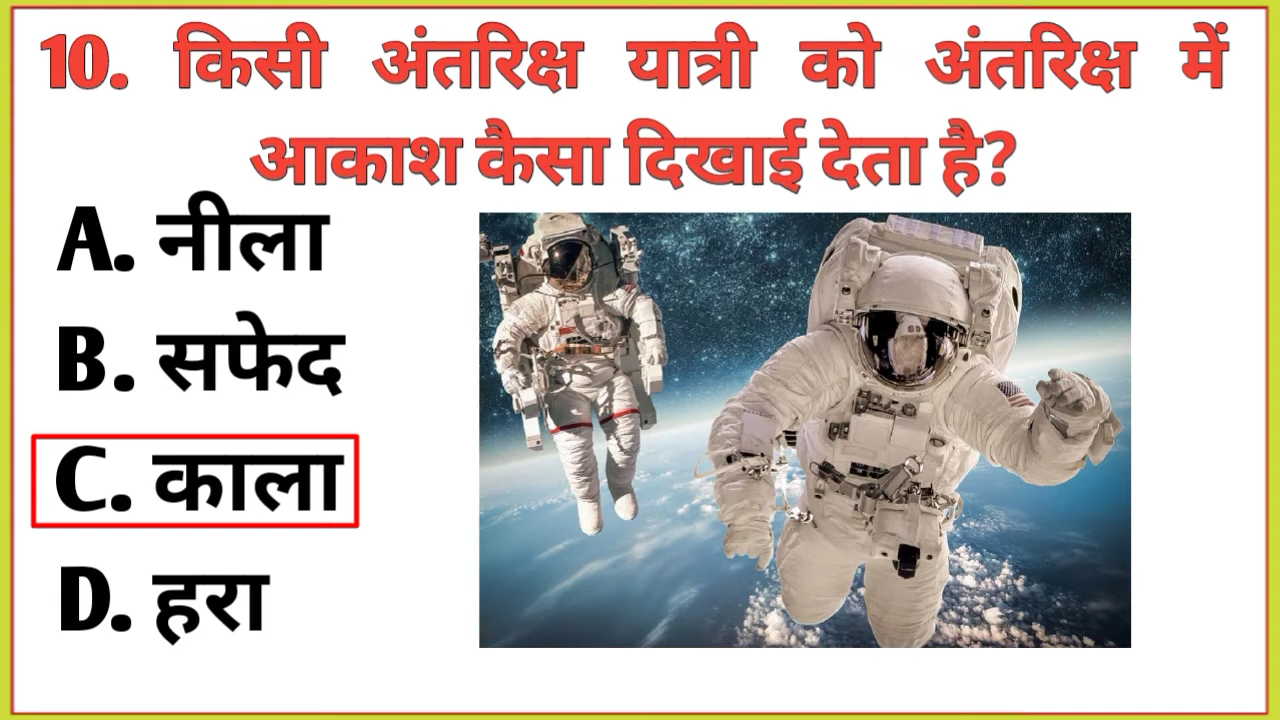 10. किसी अंतरिक्ष यात्री को अंतरिक्ष में
आकाश कैसा दिखाई देता है?
A. नीला
B. सफेद
C. काला
D. हरा